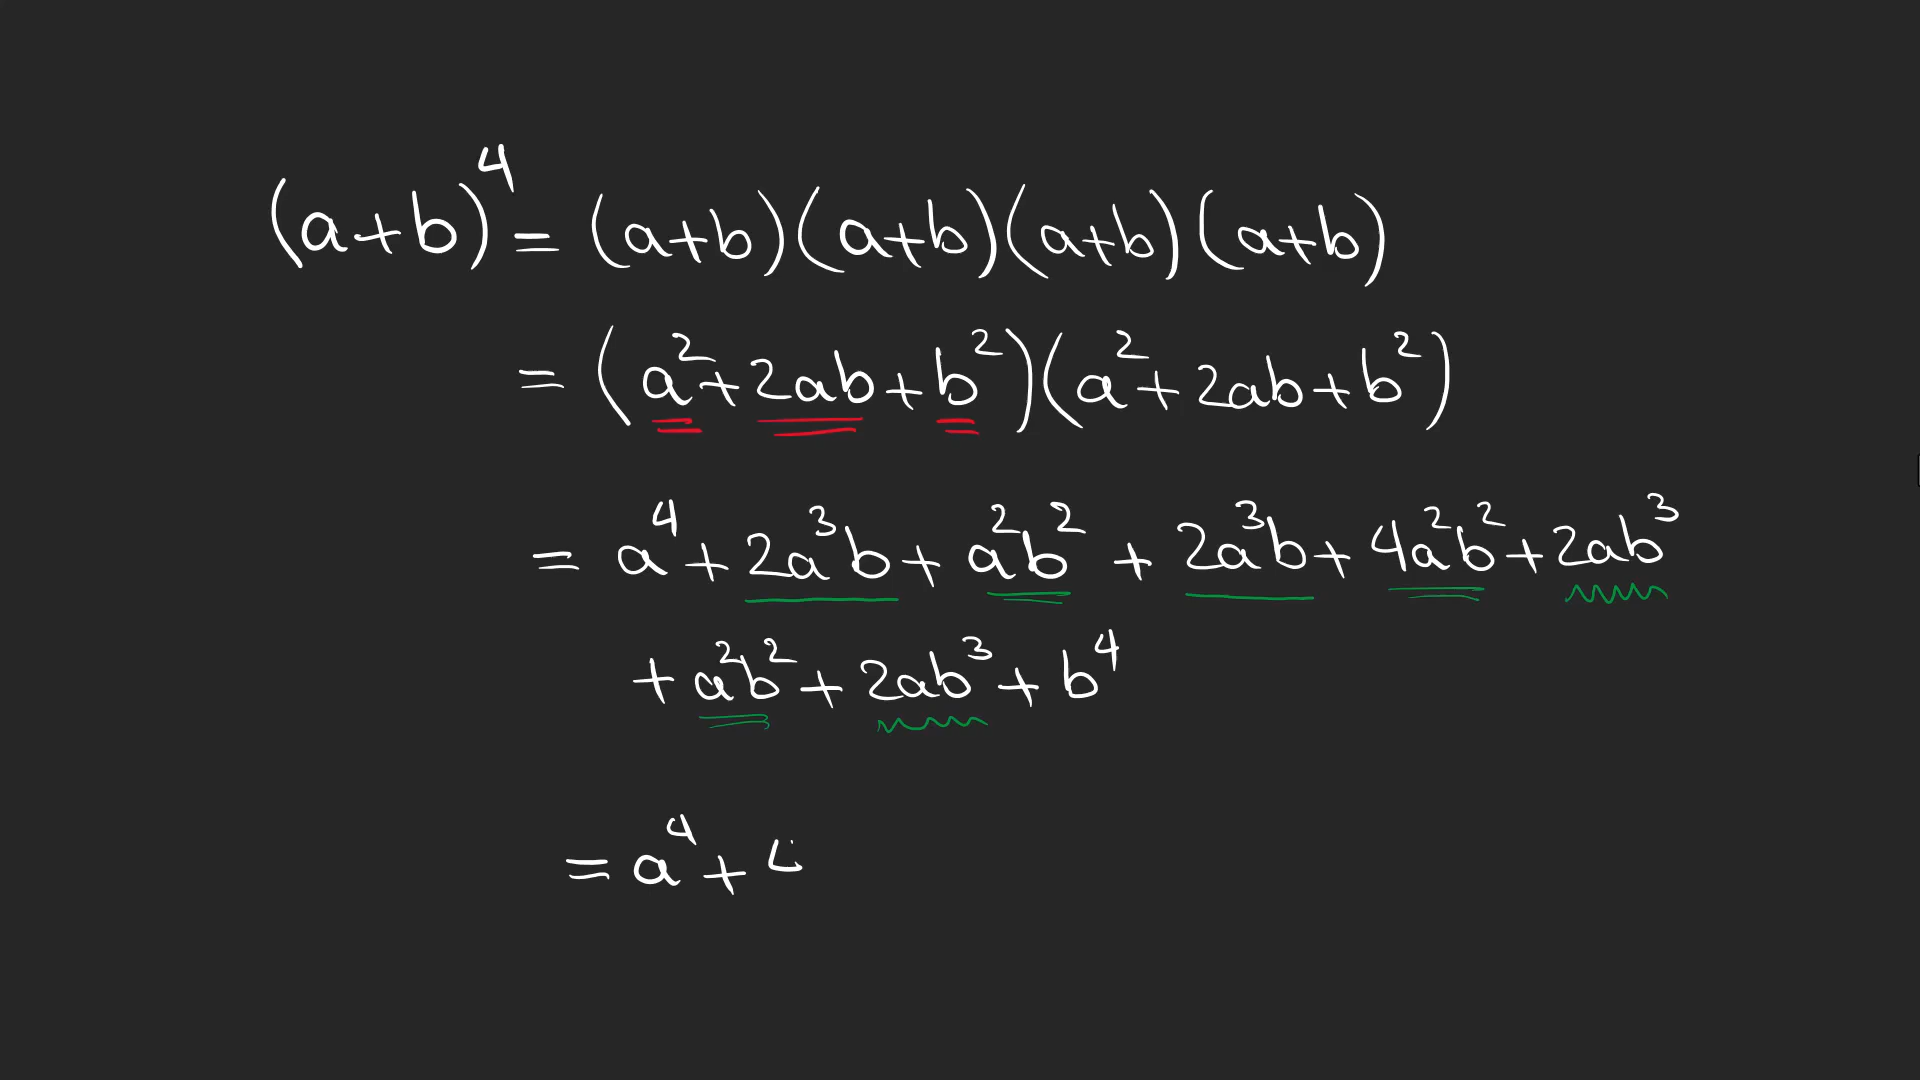 (a+b)⁴ = (a+b)(a+b)(a+b)(a+b)
= (a²+2ab+b²)(a²+2ab+b²)
= a⁴ + 2a³b + a²b² + 2a³b + 4a²b² + 2ab³
+ a²b² + 2ab³ + b⁴
= a⁴ +